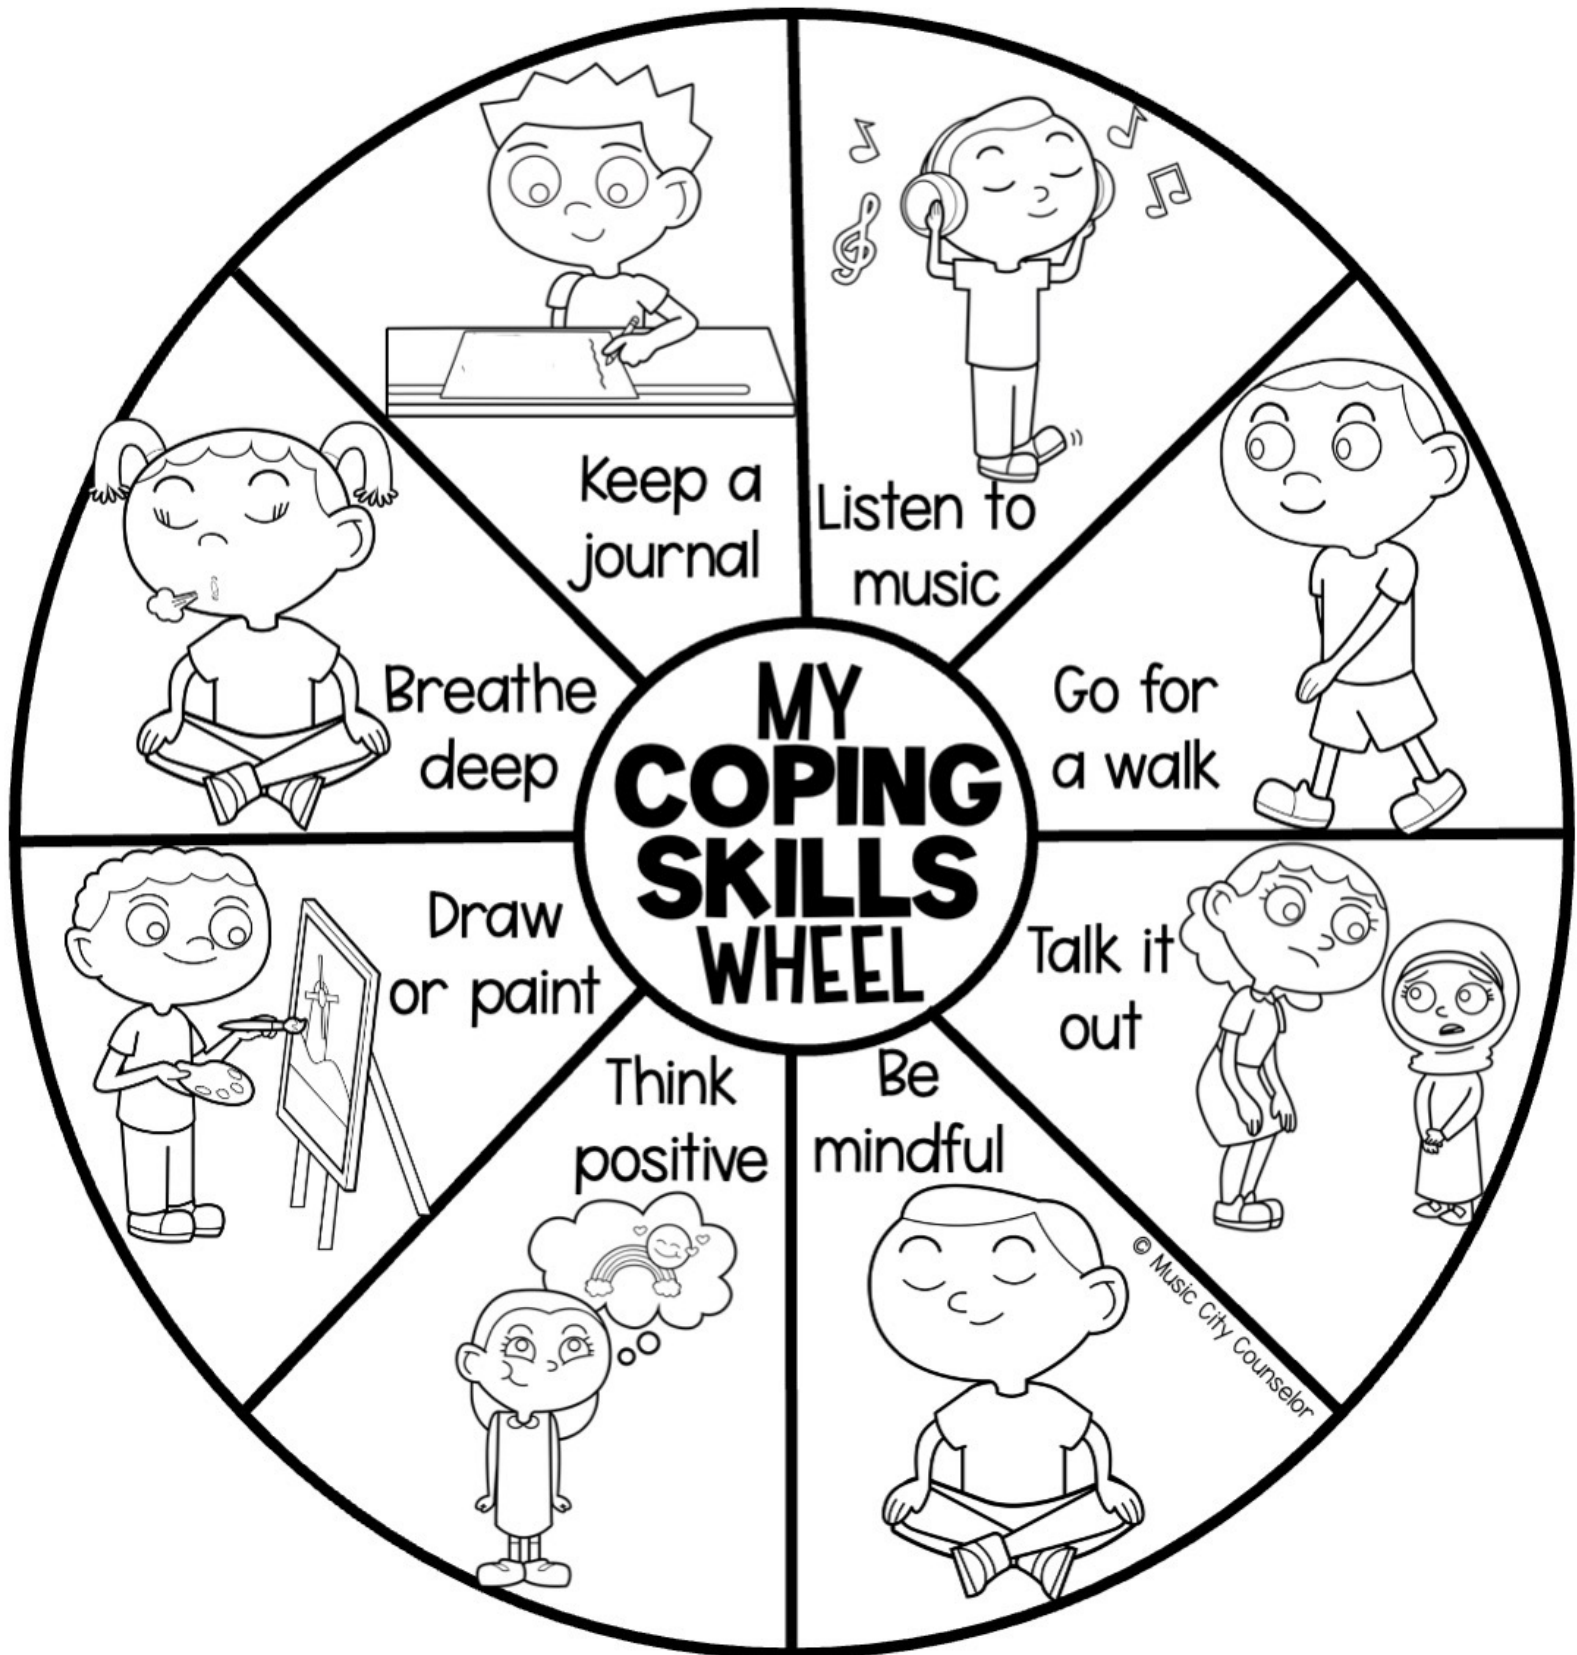 MY
COPING
SKILLS
WHEEL
Listen to
music
Go for
a walk
Talk it
out
© Music City Counselor
Be
mindful
Think
positive
Draw
or paint
Breathe
deep
Keep a
journal